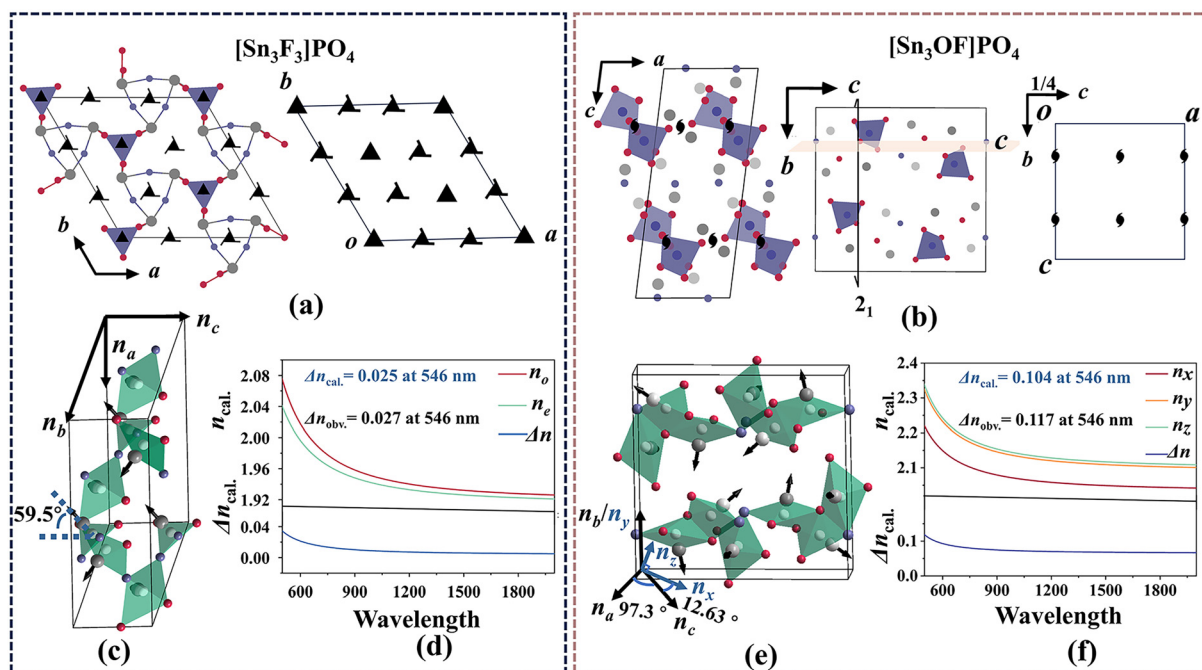 [Sn₃F₃]PO₄
b
b
a
o
a
(a)
n_c
n_a
n_b
59.5°
(c)
n_cal.
Δn_cal.
2.08
2.04
2.00
1.96
1.92
0.04
0.00
Δn_cal. = 0.025 at 546 nm
Δn_obv. = 0.027 at 546 nm
n_o
n_e
Δn
600
900
1200
1500
1800
Wavelength
(d)
[Sn₃OF]PO₄
a
c
c
b
c
2₁
1/4
c
o
a
b
c
(b)
n_b/n_y
n_z
n_x
n_a
97.3°
n_c
12.63°
(e)
n_cal.
Δn_cal.
2.4
2.3
2.2
2.1
0.1
0.0
Δn_cal. = 0.104 at 546 nm
Δn_obv. = 0.117 at 546 nm
n_x
n_y
n_z
Δn
600
900
1200
1500
1800
Wavelength
(f)